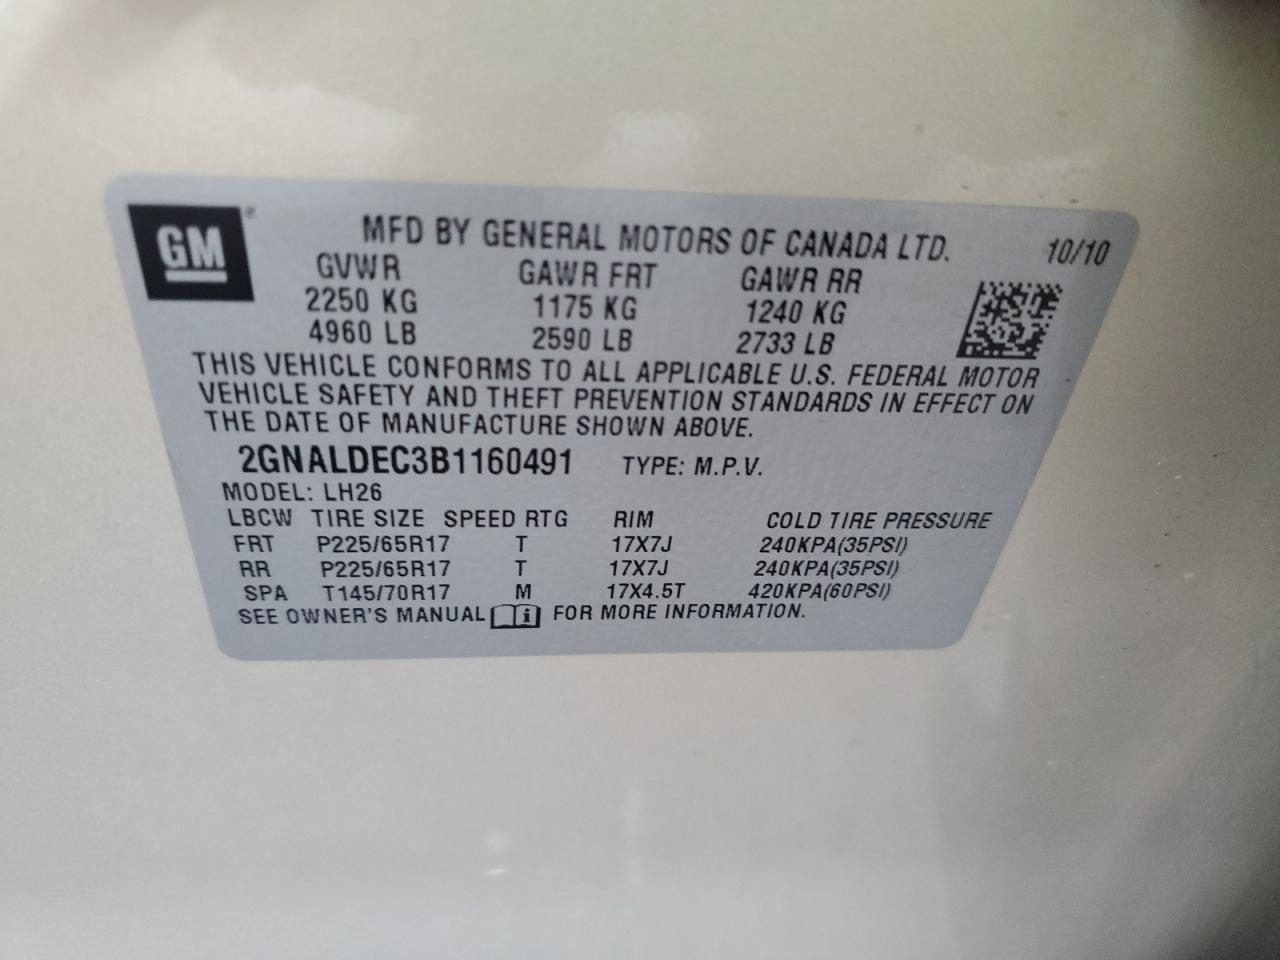 GM ®
MFD BY GENERAL MOTORS OF CANADA LTD. 10/10
GVWR GAWR FRT GAWR RR
2250 KG 1175 KG 1240 KG
4960 LB 2590 LB 2733 LB
THIS VEHICLE CONFORMS TO ALL APPLICABLE U.S. FEDERAL MOTOR
VEHICLE SAFETY AND THEFT PREVENTION STANDARDS IN EFFECT ON
THE DATE OF MANUFACTURE SHOWN ABOVE.
2GNALDEC3B1160491 TYPE: M.P.V.
MODEL: LH26
LBCW TIRE SIZE SPEED RTG RIM COLD TIRE PRESSURE
FRT P225/65R17 T 17X7J 240KPA(35PSI)
RR P225/65R17 T 17X7J 240KPA(35PSI)
SPA T145/70R17 M 17X4.5T 420KPA(60PSI)
SEE OWNER'S MANUAL i FOR MORE INFORMATION.